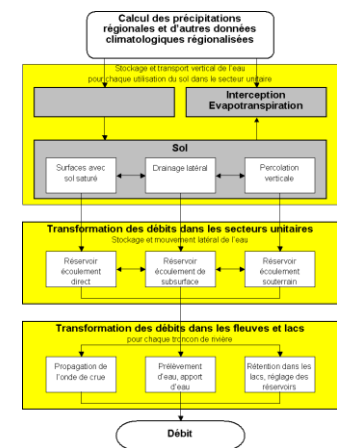 Calcul des précipitations
régionales et d'autres données
climatologiques régionalisées
Stockage et transport vertical de l'eau
pour chaque utilisation du sol dans le secteur unitaire
Interception
Evapotranspiration
Sol
Surfaces avec
sol saturé
Drainage latéral
Percolation
verticale
Transformation des débits dans les secteurs unitaires
Stockage et mouvement latéral de l'eau
Réservoir
écoulement
direct
Réservoir
écoulement de
subsurface
Réservoir
écoulement
souterrain
Transformation des débits dans les fleuves et lacs
pour chaque tronçon de rivière
Propagation de
l'onde de crue
Prélèvement
d'eau, apport
d'eau
Rétention dans les
lacs, réglage des
réservoirs
Débit